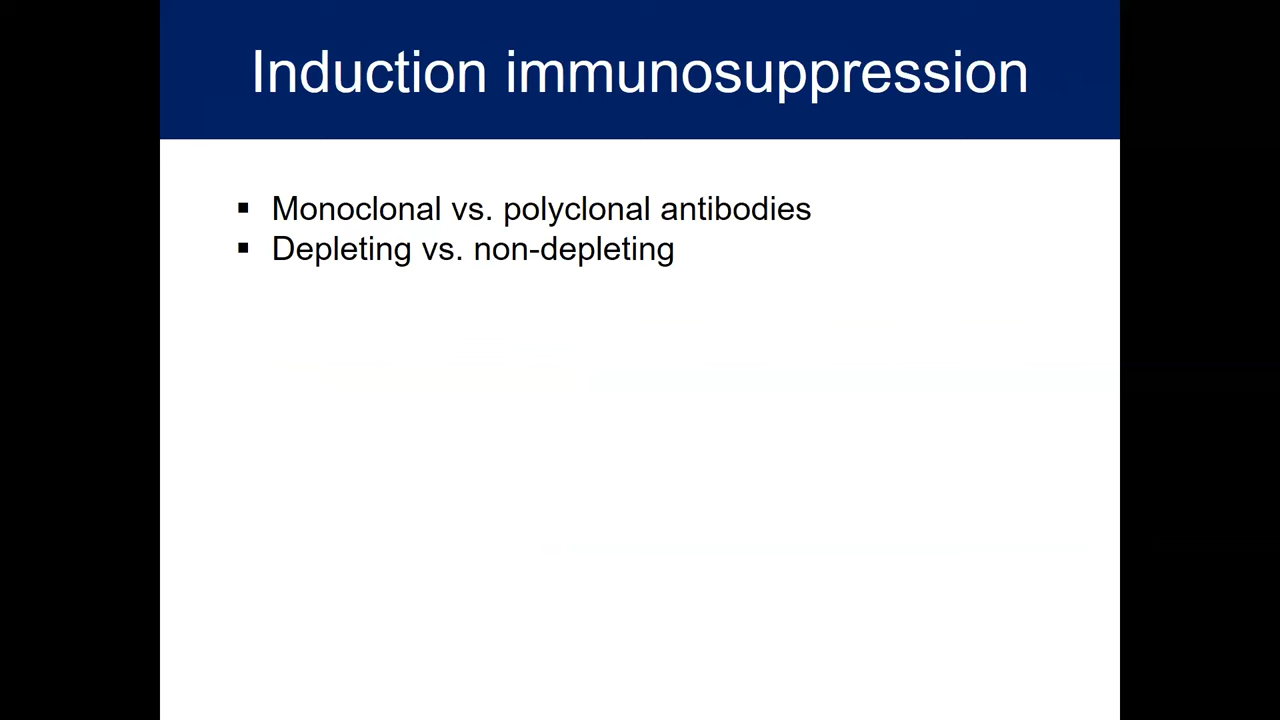 Induction immunosuppression
▪ Monoclonal vs. polyclonal antibodies
▪ Depleting vs. non-depleting